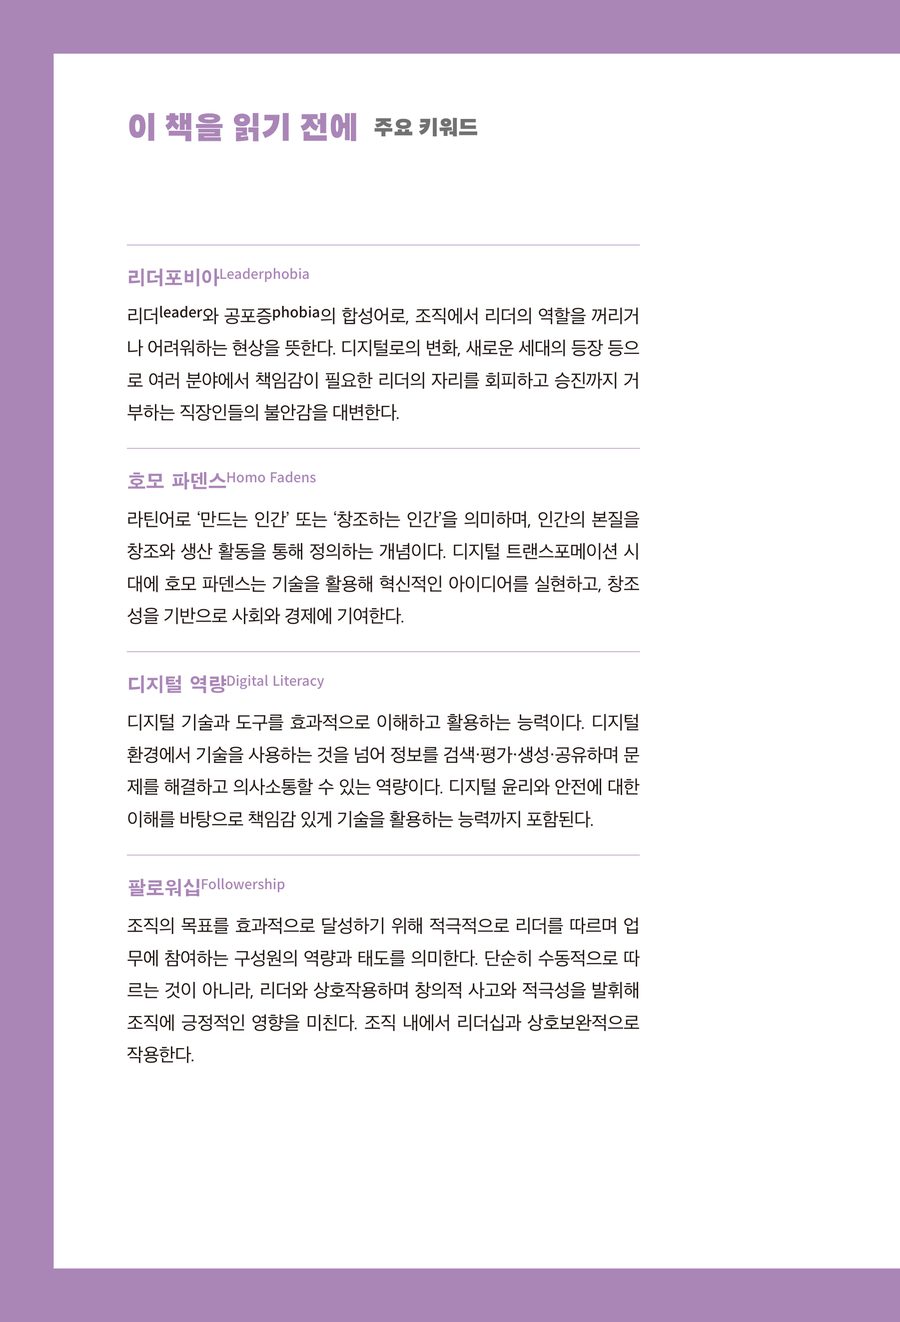 이 책을 읽기 전에 주요 키워드
리더포비아Leaderphobia
리더leader와 공포증phobia의 합성어로, 조직에서 리더의 역할을 꺼리거
나 어려워하는 현상을 뜻한다. 디지털로의 변화, 새로운 세대의 등장 등으
로 여러 분야에서 책임감이 필요한 리더의 자리를 회피하고 승진까지 거
부하는 직장인들의 불안감을 대변한다.
호모 파덴스Homo Fadens
라틴어로 ‘만드는 인간’ 또는 ‘창조하는 인간’을 의미하며, 인간의 본질을
창조와 생산 활동을 통해 정의하는 개념이다. 디지털 트랜스포메이션 시
대에 호모 파덴스는 기술을 활용해 혁신적인 아이디어를 실현하고, 창조
성을 기반으로 사회와 경제에 기여한다.
디지털 역량Digital Literacy
디지털 기술과 도구를 효과적으로 이해하고 활용하는 능력이다. 디지털
환경에서 기술을 사용하는 것을 넘어 정보를 검색·평가·생성·공유하며 문
제를 해결하고 의사소통할 수 있는 역량이다. 디지털 윤리와 안전에 대한
이해를 바탕으로 책임감 있게 기술을 활용하는 능력까지 포함된다.
팔로워십Followership
조직의 목표를 효과적으로 달성하기 위해 적극적으로 리더를 따르며 업
무에 참여하는 구성원의 역량과 태도를 의미한다. 단순히 수동적으로 따
르는 것이 아니라, 리더와 상호작용하며 창의적 사고와 적극성을 발휘해
조직에 긍정적인 영향을 미친다. 조직 내에서 리더십과 상호보완적으로
작용한다.